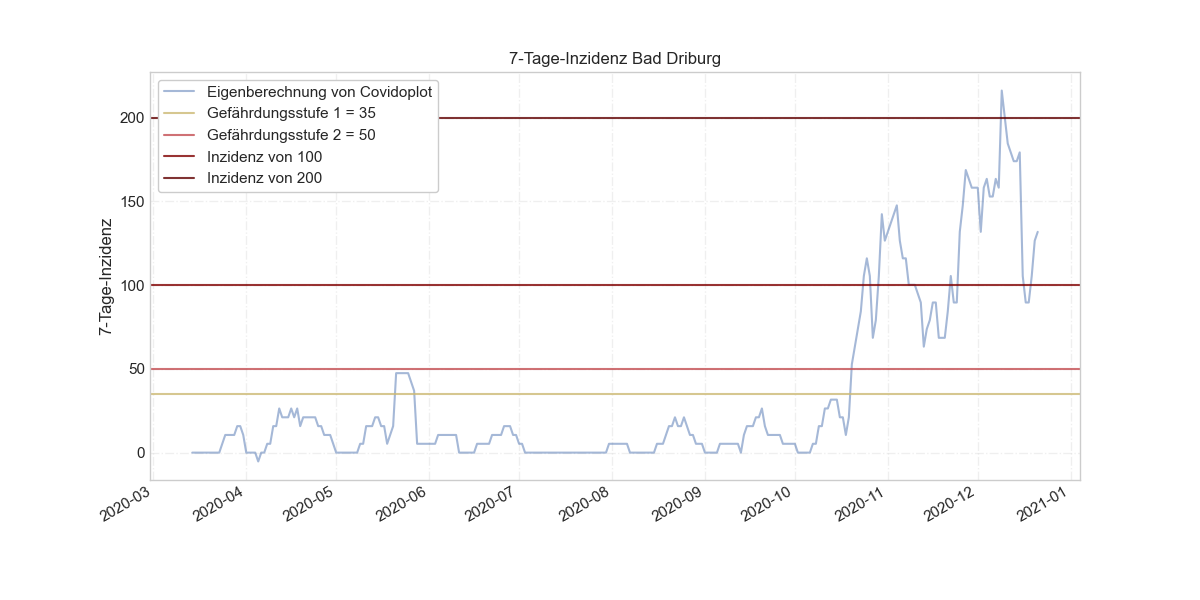 7-Tage-Inzidenz Bad Driburg
Eigenberechnung von Covidoplot
Gefährdungsstufe 1 = 35
Gefährdungsstufe 2 = 50
Inzidenz von 100
Inzidenz von 200
7-Tage-Inzidenz
200
150
100
50
0
2020-03
2020-04
2020-05
2020-06
2020-07
2020-08
2020-09
2020-10
2020-11
2020-12
2021-01